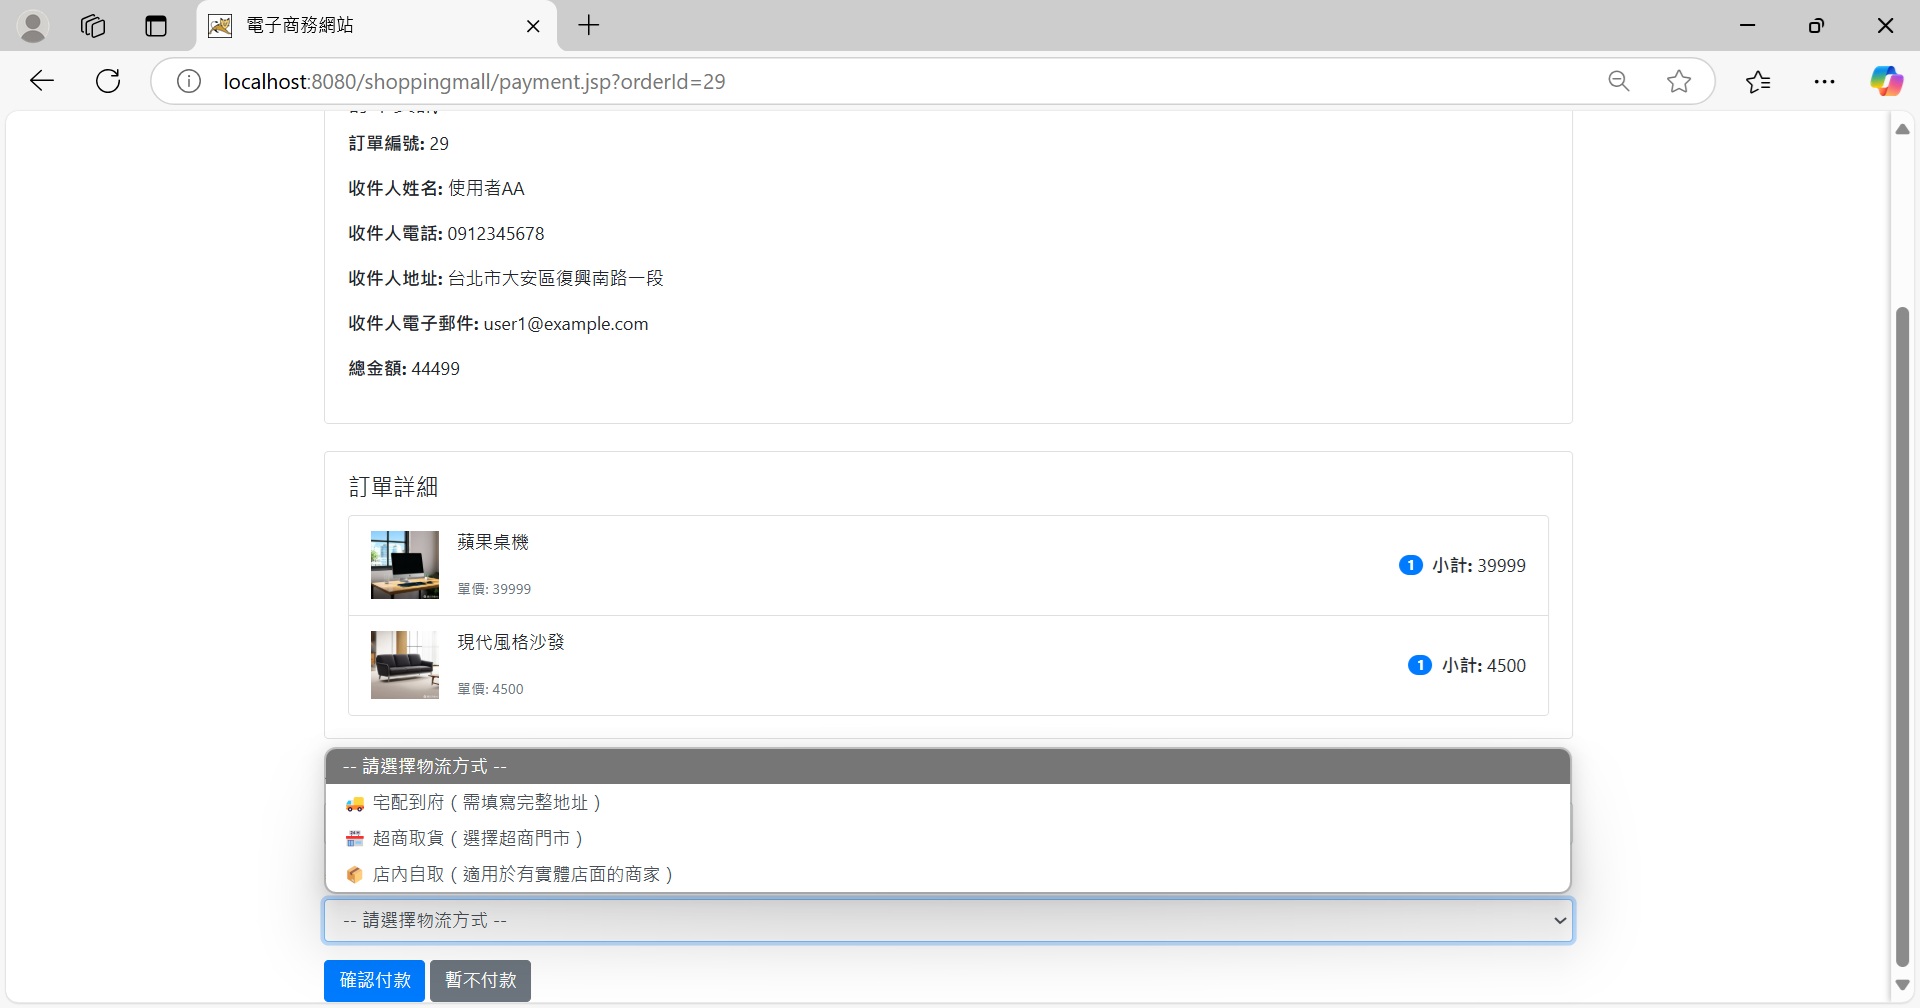 電子商務網站
localhost:8080/shoppingmall/payment.jsp?orderId=29
訂單編號: 29
收件人姓名: 使用者AA
收件人電話: 0912345678
收件人地址: 台北市大安區復興南路一段
收件人電子郵件: user1@example.com
總金額: 44499
訂單詳細
蘋果桌機
單價: 39999
1 小計: 39999
現代風格沙發
單價: 4500
1 小計: 4500
-- 請選擇物流方式 --
宅配到府 ( 需填寫完整地址 )
超商取貨 ( 選擇超商門市 )
店內自取 ( 適用於有實體店面的商家 )
-- 請選擇物流方式 --
確認付款 暫不付款